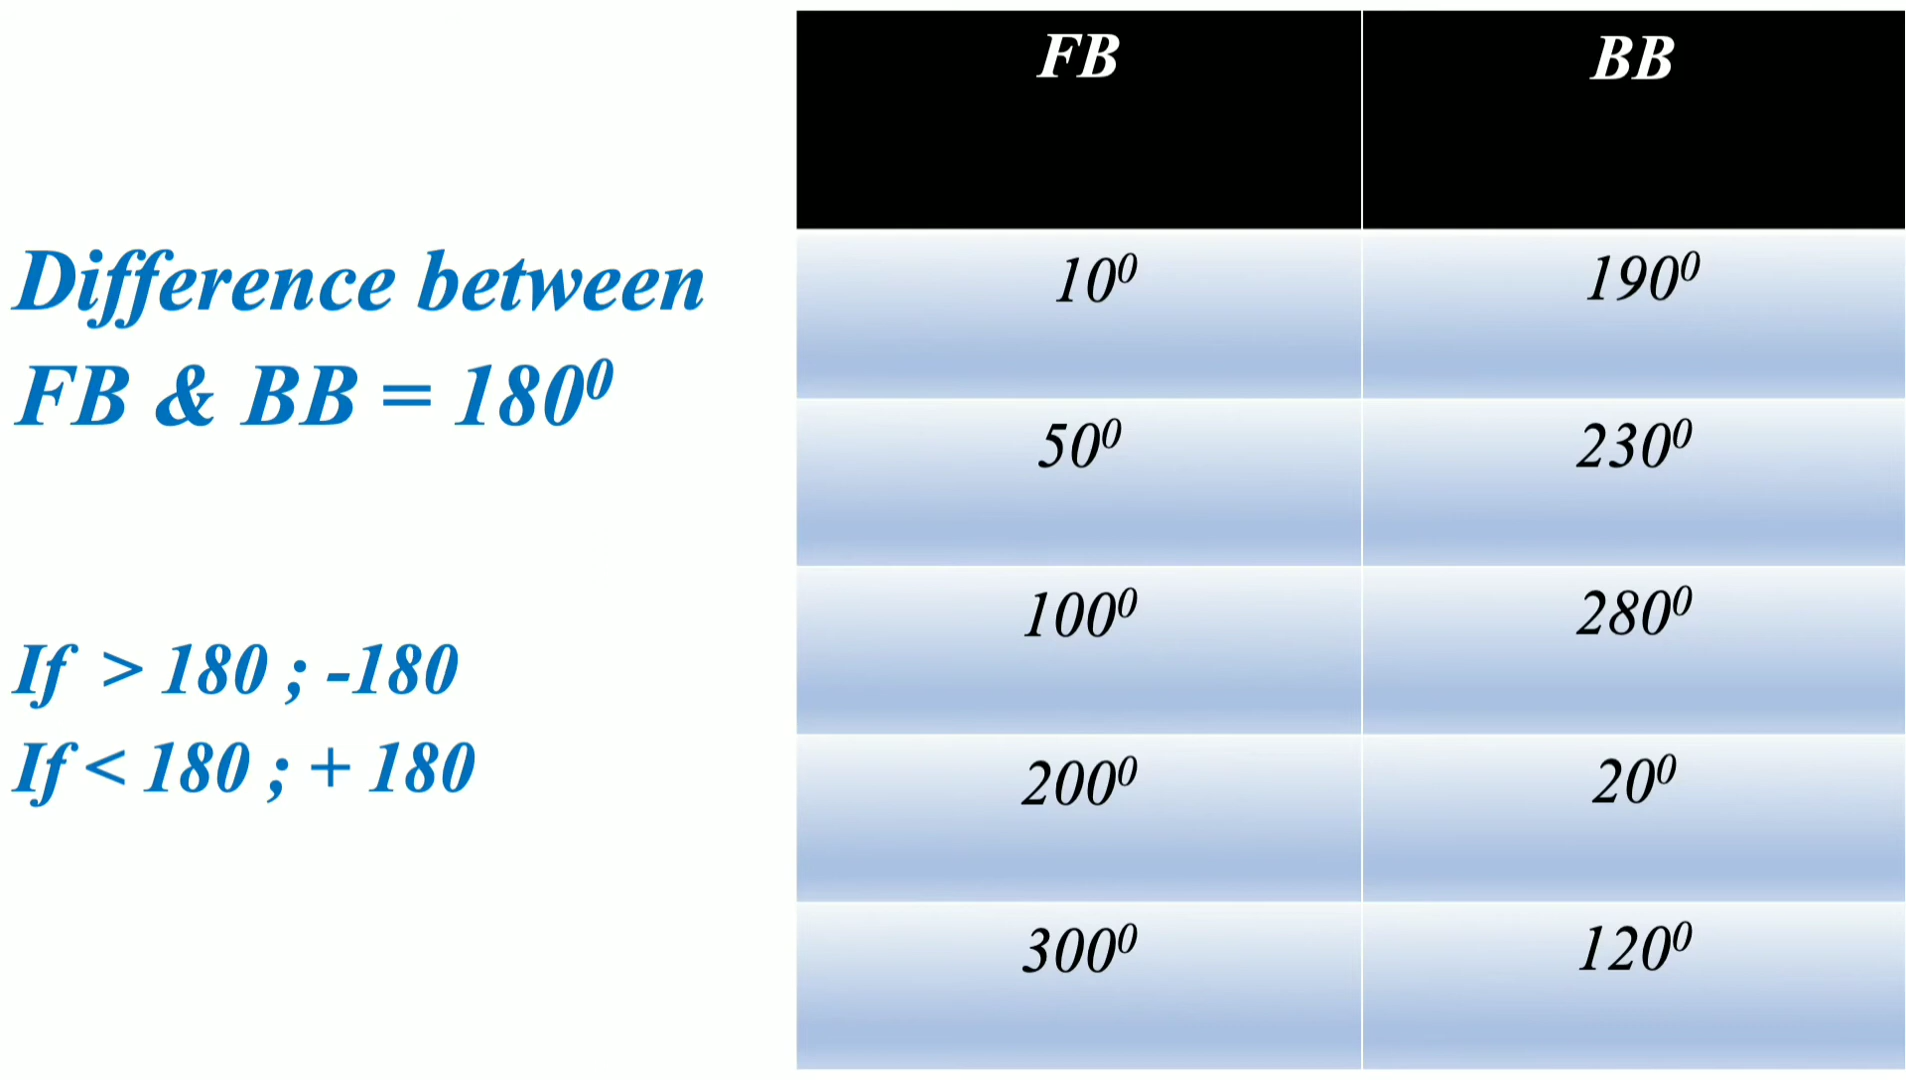 Difference between
FB & BB = 180⁰
If > 180 ; -180
If < 180 ; + 180
FB BB
10⁰ 190⁰
50⁰ 230⁰
100⁰ 280⁰
200⁰ 20⁰
300⁰ 120⁰